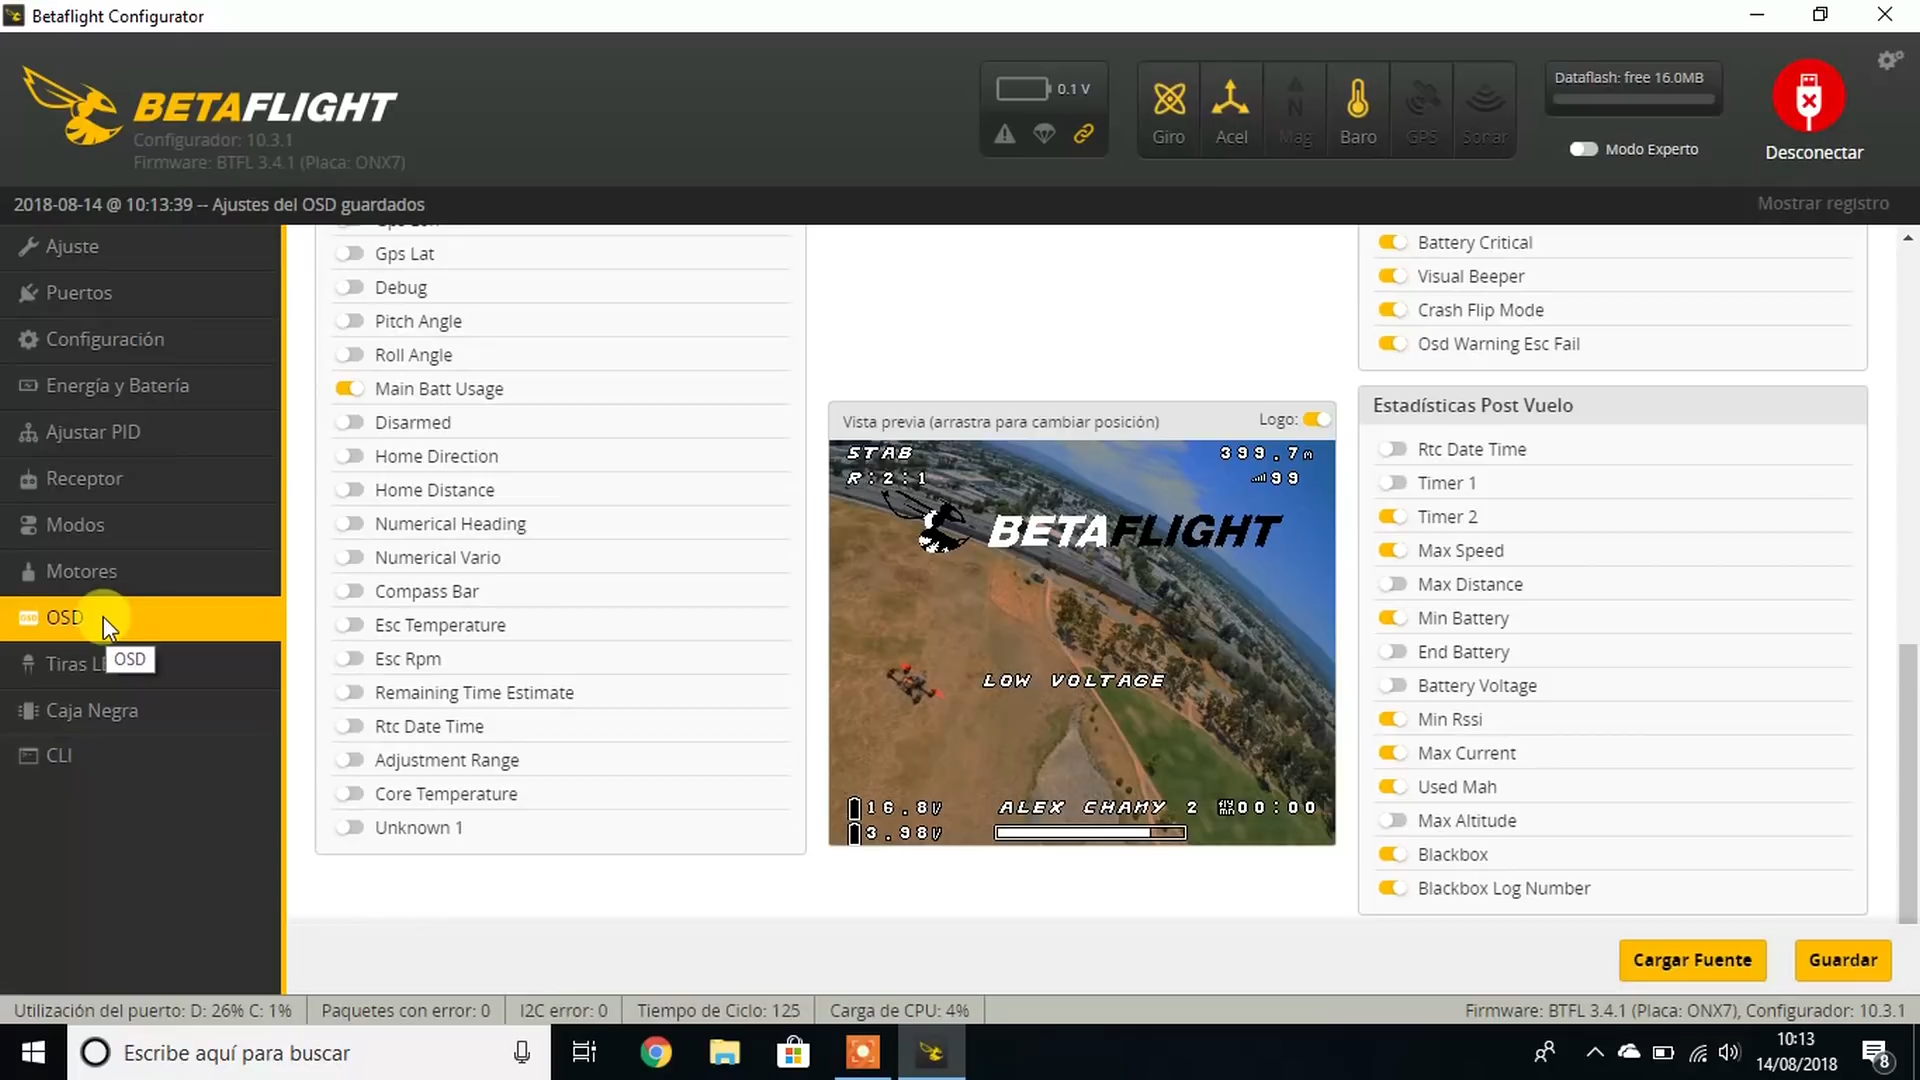 Betaflight Configurator
BETAFLIGHT
Configurador: 10.3.1
Firmware: BTFL 3.4.1 (Placa: ONX7)
0.1 V
Giro
Acel
Mag
Baro
GPS
Sonar
Dataflash: free 16.0MB
Modo Experto
Desconectar
2018-08-14 @ 10:13:39 -- Ajustes del OSD guardados
Mostrar registro
Ajuste
Puertos
Configuración
Energía y Batería
Ajustar PID
Receptor
Modos
Motores
OSD
OSD
Tiras
Caja Negra
CLI
Gps Lat
Debug
Pitch Angle
Roll Angle
Main Batt Usage
Disarmed
Home Direction
Home Distance
Numerical Heading
Numerical Vario
Compass Bar
Esc Temperature
Esc Rpm
Remaining Time Estimate
Rtc Date Time
Adjustment Range
Core Temperature
Unknown 1
Vista previa (arrastra para cambiar posición)
Logo:
STAB
399.7m
R:2:1
99
BETAFLIGHT
LOW VOLTAGE
16.8V
ALEX CHAMY 2
fly mn 00:00
3.98V
Battery Critical
Visual Beeper
Crash Flip Mode
Osd Warning Esc Fail
Estadísticas Post Vuelo
Rtc Date Time
Timer 1
Timer 2
Max Speed
Max Distance
Min Battery
End Battery
Battery Voltage
Min Rssi
Max Current
Used Mah
Max Altitude
Blackbox
Blackbox Log Number
Cargar Fuente
Guardar
Utilización del puerto: D: 26% C: 1%
Paquetes con error: 0
I2C error: 0
Tiempo de Ciclo: 125
Carga de CPU: 4%
Firmware: BTFL 3.4.1 (Placa: ONX7), Configurador: 10.3.1
Escribe aquí para buscar
10:13
14/08/2018
8